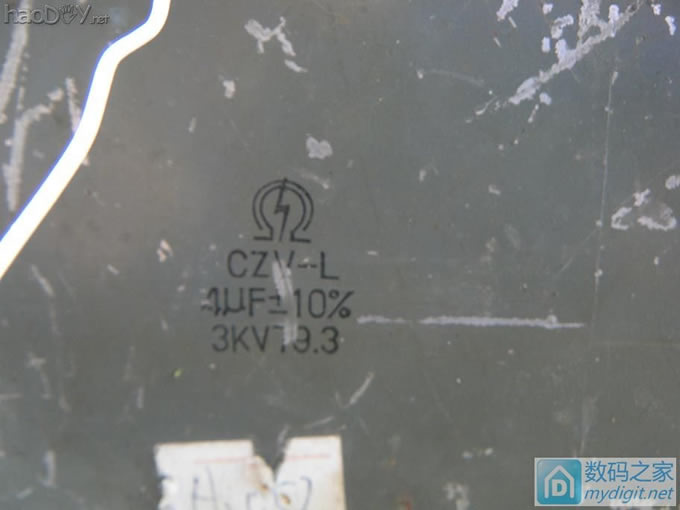 haoDIY.net
CZV--L
4μF±10%
3KV79.3
数码之家
mydigit.net